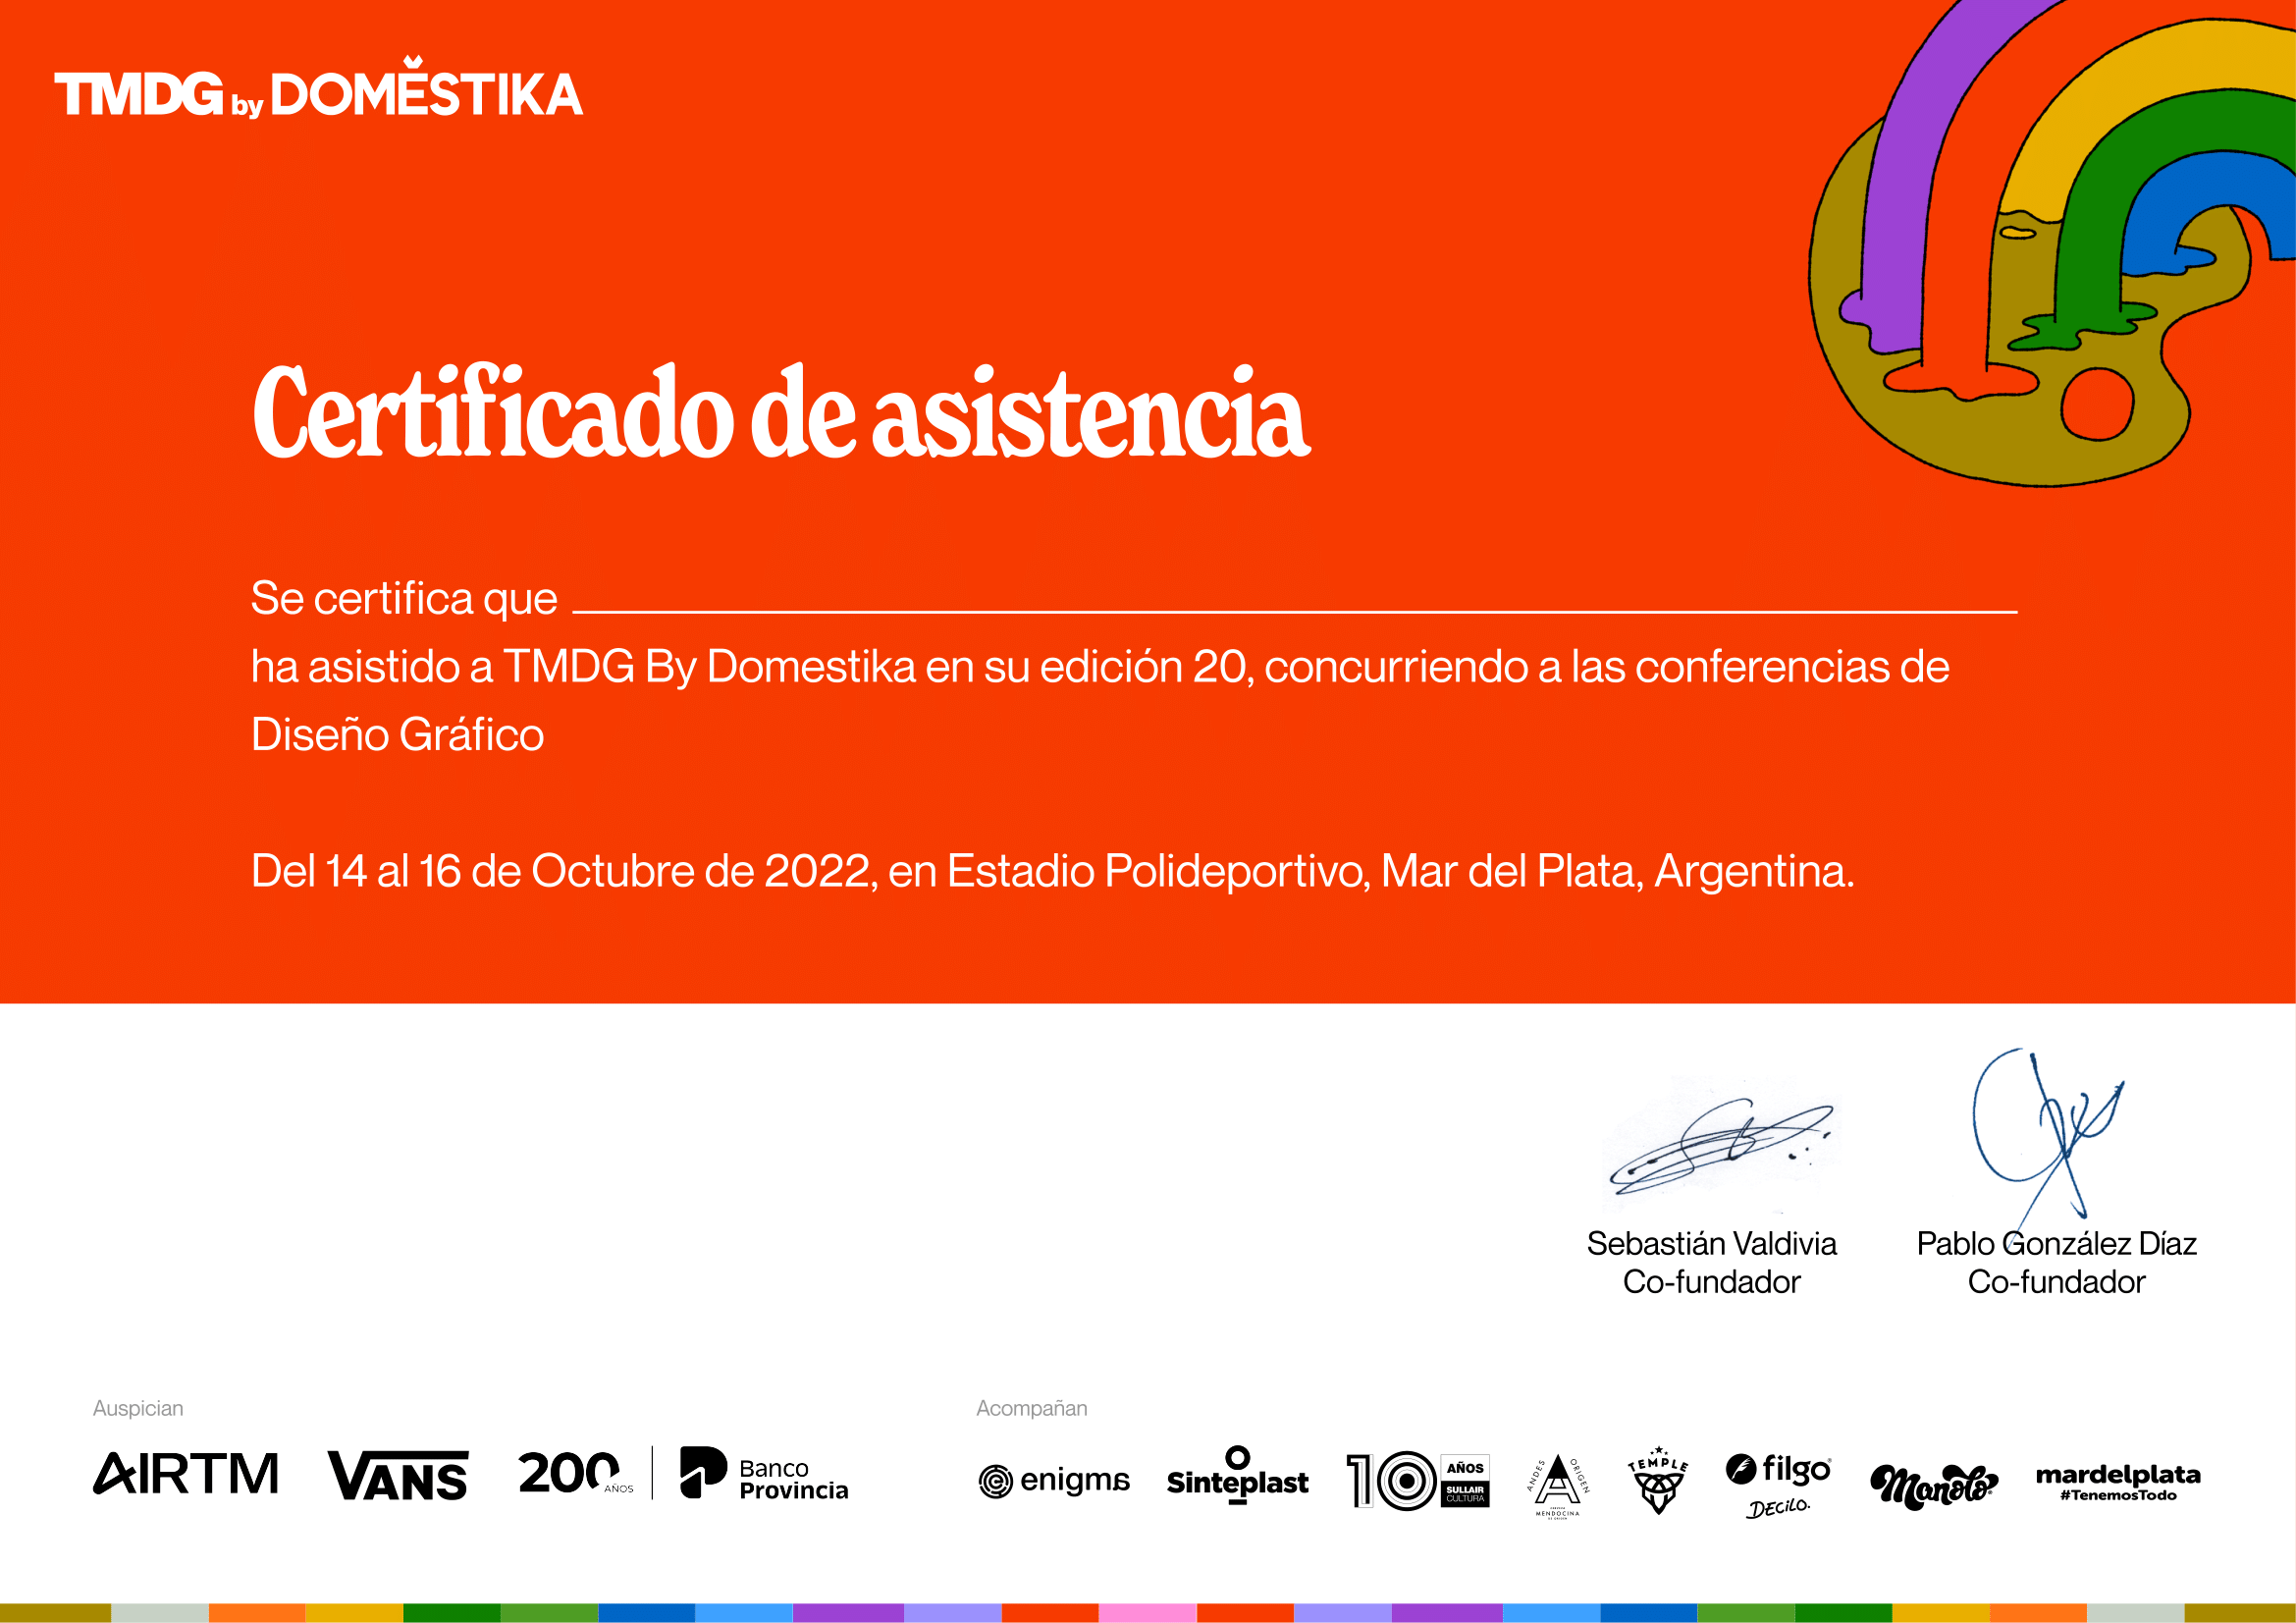 TMDG by DOMĚSTIKA
Certificado de asistencia
Se certifica que
ha asistido a TMDG By Domestika en su edición 20, concurriendo a las conferencias de
Diseño Gráfico
Del 14 al 16 de Octubre de 2022, en Estadio Polideportivo, Mar del Plata, Argentina.
Sebastián Valdivia
Co-fundador
Pablo González Díaz
Co-fundador
Auspician
AIRTM
VANS
200 AÑOS
Banco
Provincia
Acompañan
enigma
Sinteplast
10 AÑOS
SULLAIR
CULTURA
ANDES ORIGEN
A
MENDOCINA
TEMPLE
filgo
DECILO.
Manolo
mardelplata
#TenemosTodo